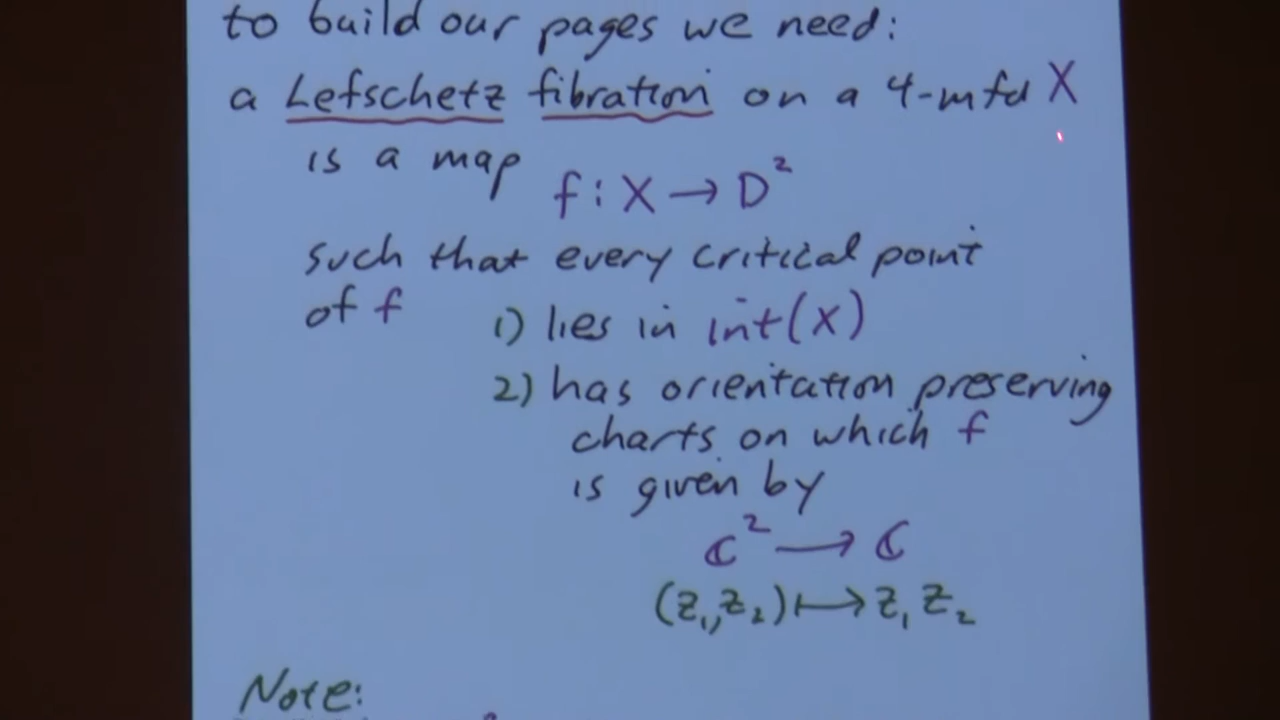 to build our pages we need:
a Lefschetz fibration on a 4-mfd X
is a map
f : X → D²
such that every critical point
of f
1) lies in int(X)
2) has orientation preserving
charts on which f
is given by
ℂ² ⟶ ℂ
(z₁,z₂) ⟼ z₁ z₂
Note: